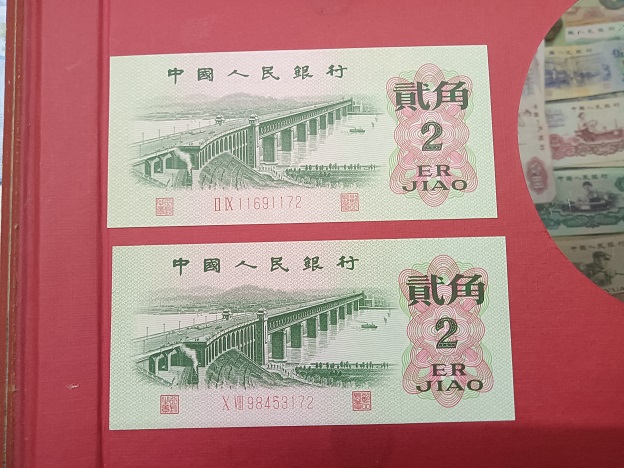 中國人民銀行
貳角
2
ER
JIAO
II IX 11691172
中國人民銀行
貳角
2
ER
JIAO
X VIII 98453172